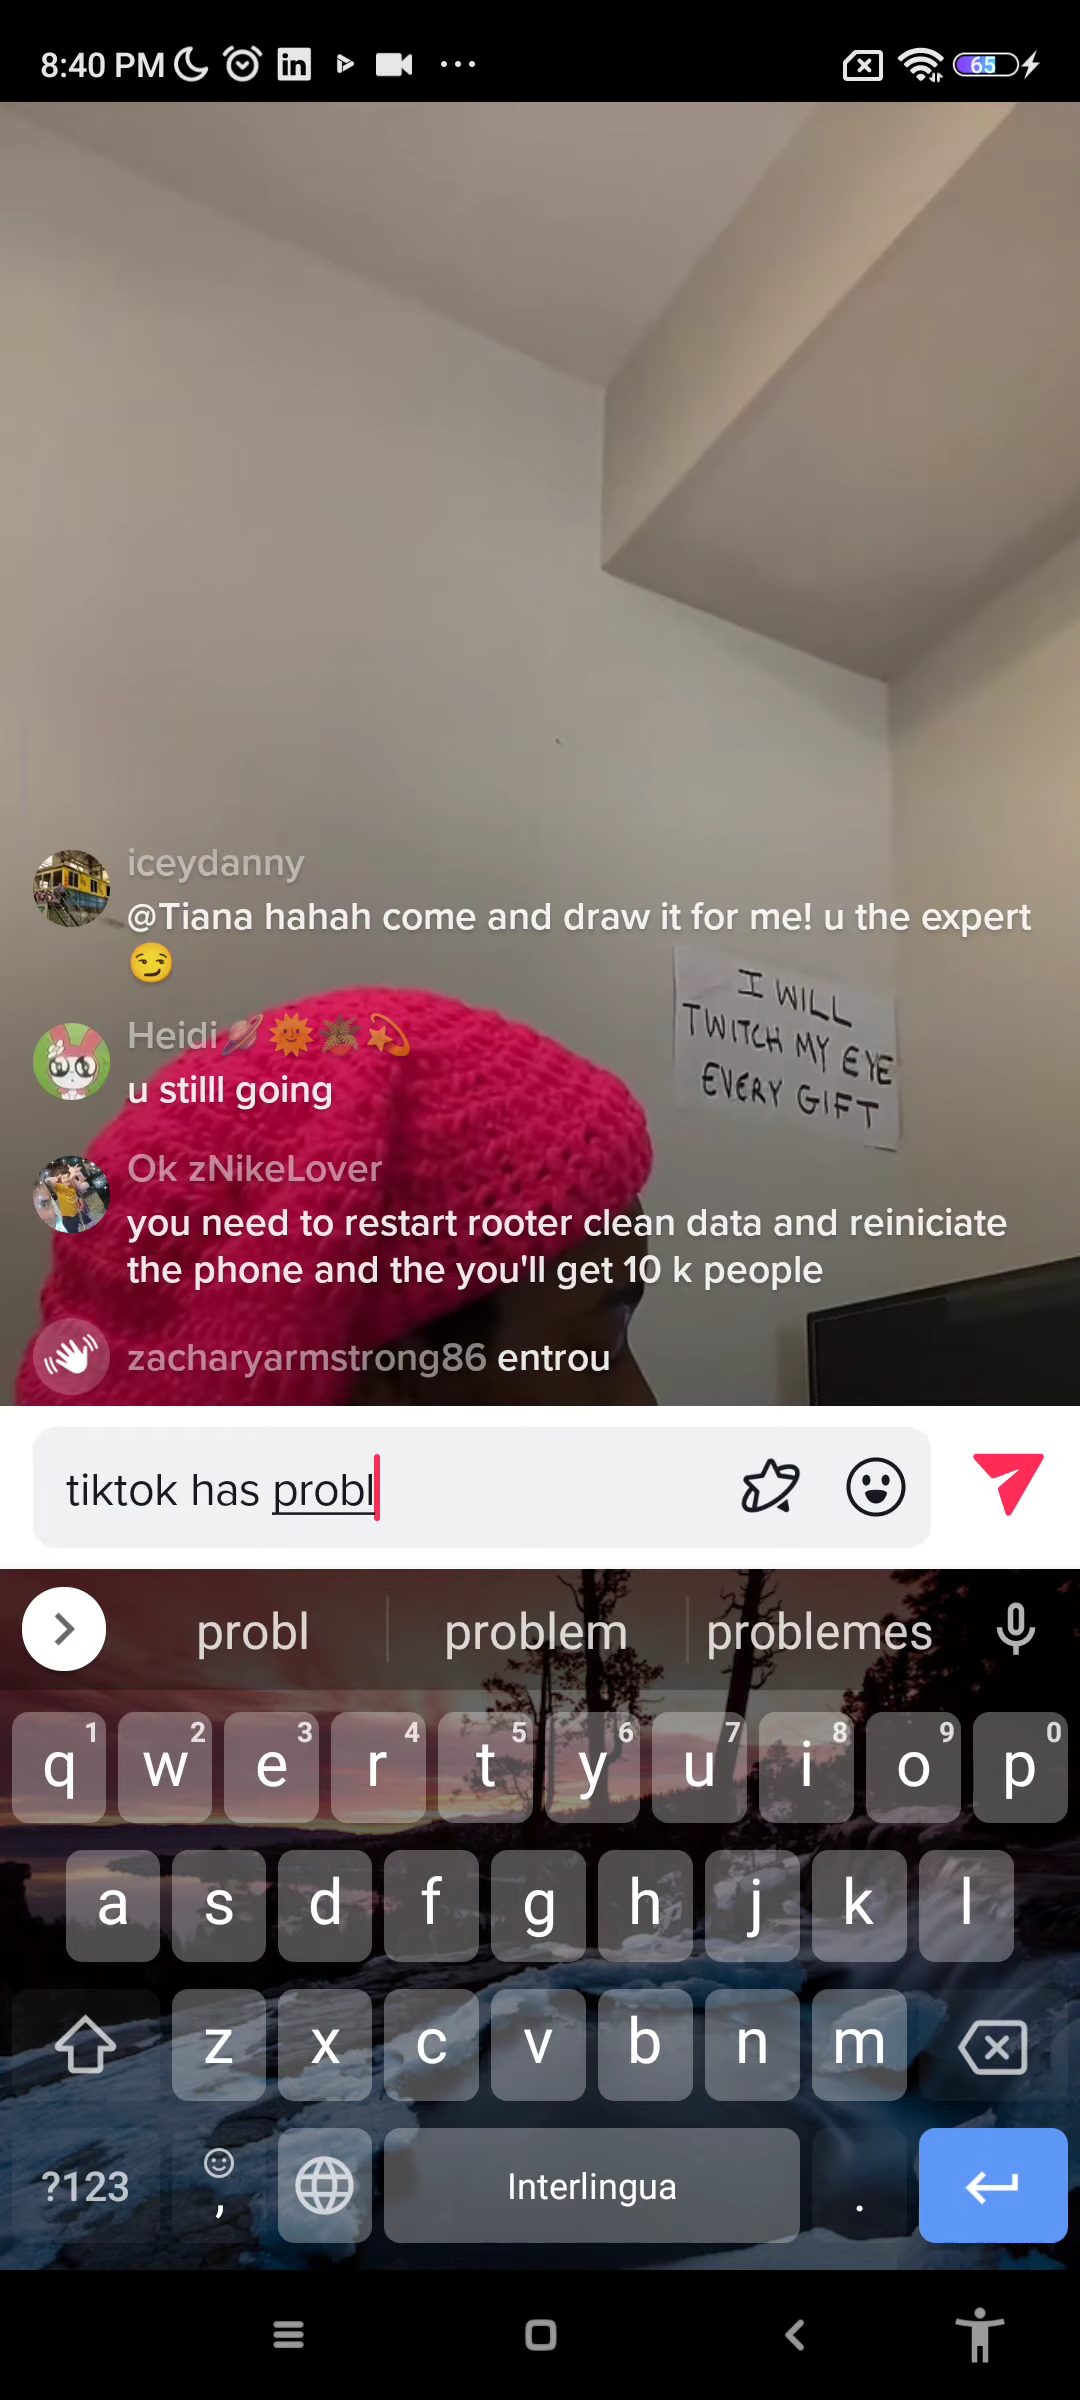 8:40 PM
65
iceydanny
@Tiana hahah come and draw it for me! u the expert
😏
Heidi🪐🌞🪴💫
u stilll going
I WILL
TWITCH MY EYE
EVERY GIFT
Ok zNikeLover
you need to restart rooter clean data and reiniciate
the phone and the you'll get 10 k people
zacharyarmstrong86 entrou
tiktok has probl
probl problem problemes
1 2 3 4 5 6 7 8 9 0
q w e r t y u i o p
a s d f g h j k l
z x c v b n m
?123 , Interlingua .